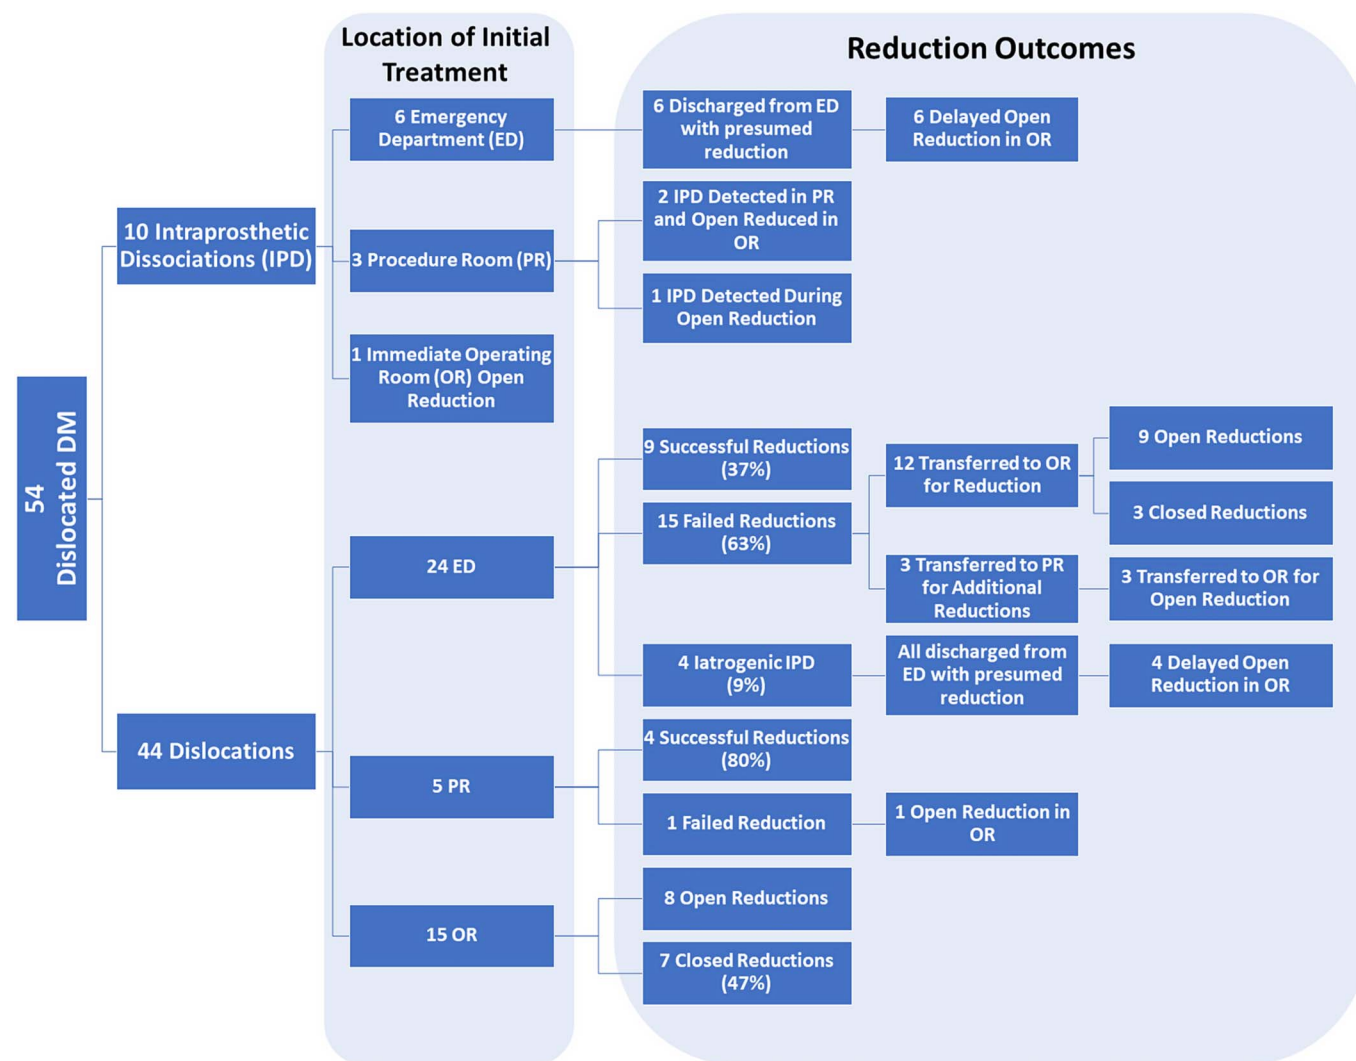 Location of Initial
Treatment
Reduction Outcomes
54
Dislocated DM
10 Intraprosthetic
Dissociations (IPD)
6 Emergency
Department (ED)
6 Discharged from ED
with presumed
reduction
6 Delayed Open
Reduction in OR
3 Procedure Room (PR)
2 IPD Detected in PR
and Open Reduced in
OR
1 IPD Detected During
Open Reduction
1 Immediate Operating
Room (OR) Open
Reduction
44 Dislocations
24 ED
9 Successful Reductions
(37%)
15 Failed Reductions
(63%)
12 Transferred to OR
for Reduction
9 Open Reductions
3 Closed Reductions
3 Transferred to PR
for Additional
Reductions
3 Transferred to OR for
Open Reduction
4 Iatrogenic IPD
(9%)
All discharged from
ED with presumed
reduction
4 Delayed Open
Reduction in OR
5 PR
4 Successful Reductions
(80%)
1 Failed Reduction
1 Open Reduction in
OR
15 OR
8 Open Reductions
7 Closed Reductions
(47%)